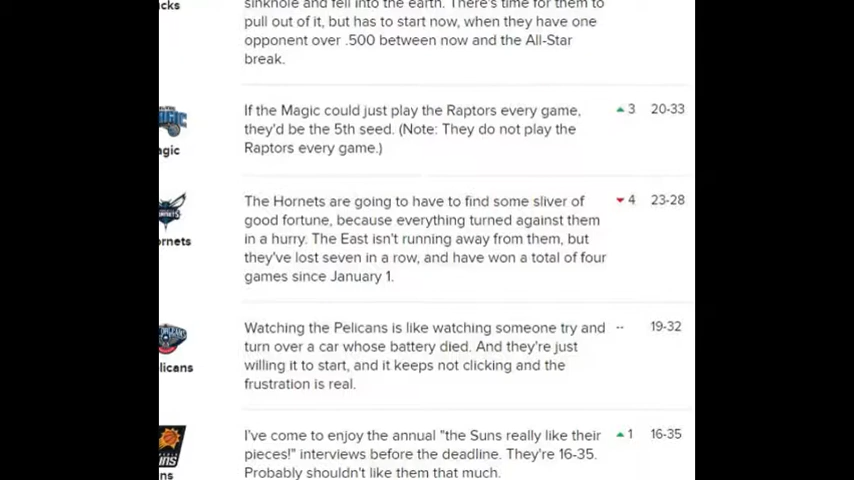 cks
sinkhole and fell into the earth. There's time for them to
pull out of it, but has to start now, when they have one
opponent over .500 between now and the All-Star
break.
agic
If the Magic could just play the Raptors every game,
they'd be the 5th seed. (Note: They do not play the
Raptors every game.)
3 20-33
rnets
The Hornets are going to have to find some sliver of
good fortune, because everything turned against them
in a hurry. The East isn't running away from them, but
they've lost seven in a row, and have won a total of four
games since January 1.
4 23-28
licans
Watching the Pelicans is like watching someone try and
turn over a car whose battery died. And they're just
willing it to start, and it keeps not clicking and the
frustration is real.
-- 19-32
ns
I've come to enjoy the annual "the Suns really like their
pieces!" interviews before the deadline. They're 16-35.
Probably shouldn't like them that much.
1 16-35